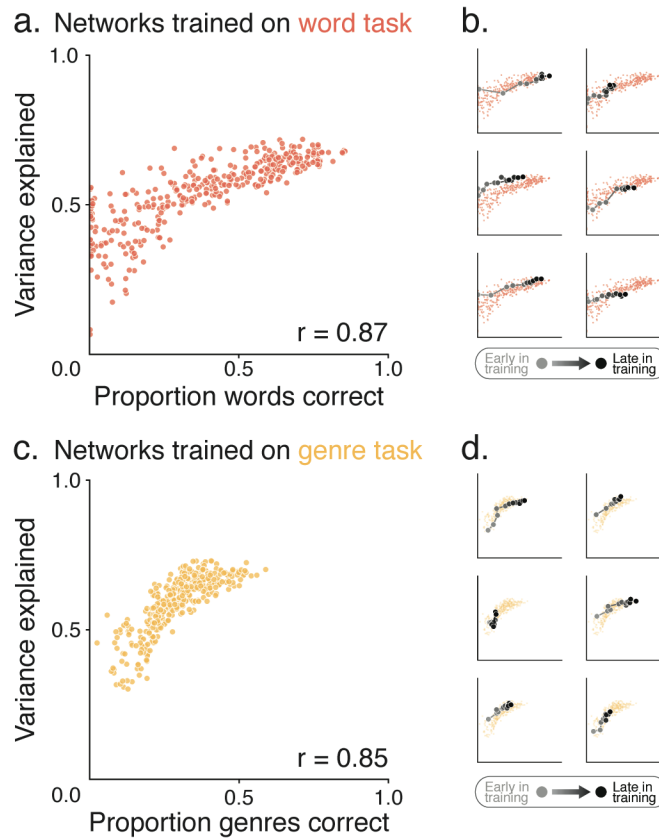 a. Networks trained on word task
1.0
0.5
0.0
0.5
1.0
Variance explained
r = 0.87
Proportion words correct
b.
Early in training
Late in training
c. Networks trained on genre task
1.0
0.5
0.0
0.5
1.0
Variance explained
r = 0.85
Proportion genres correct
d.
Early in training
Late in training